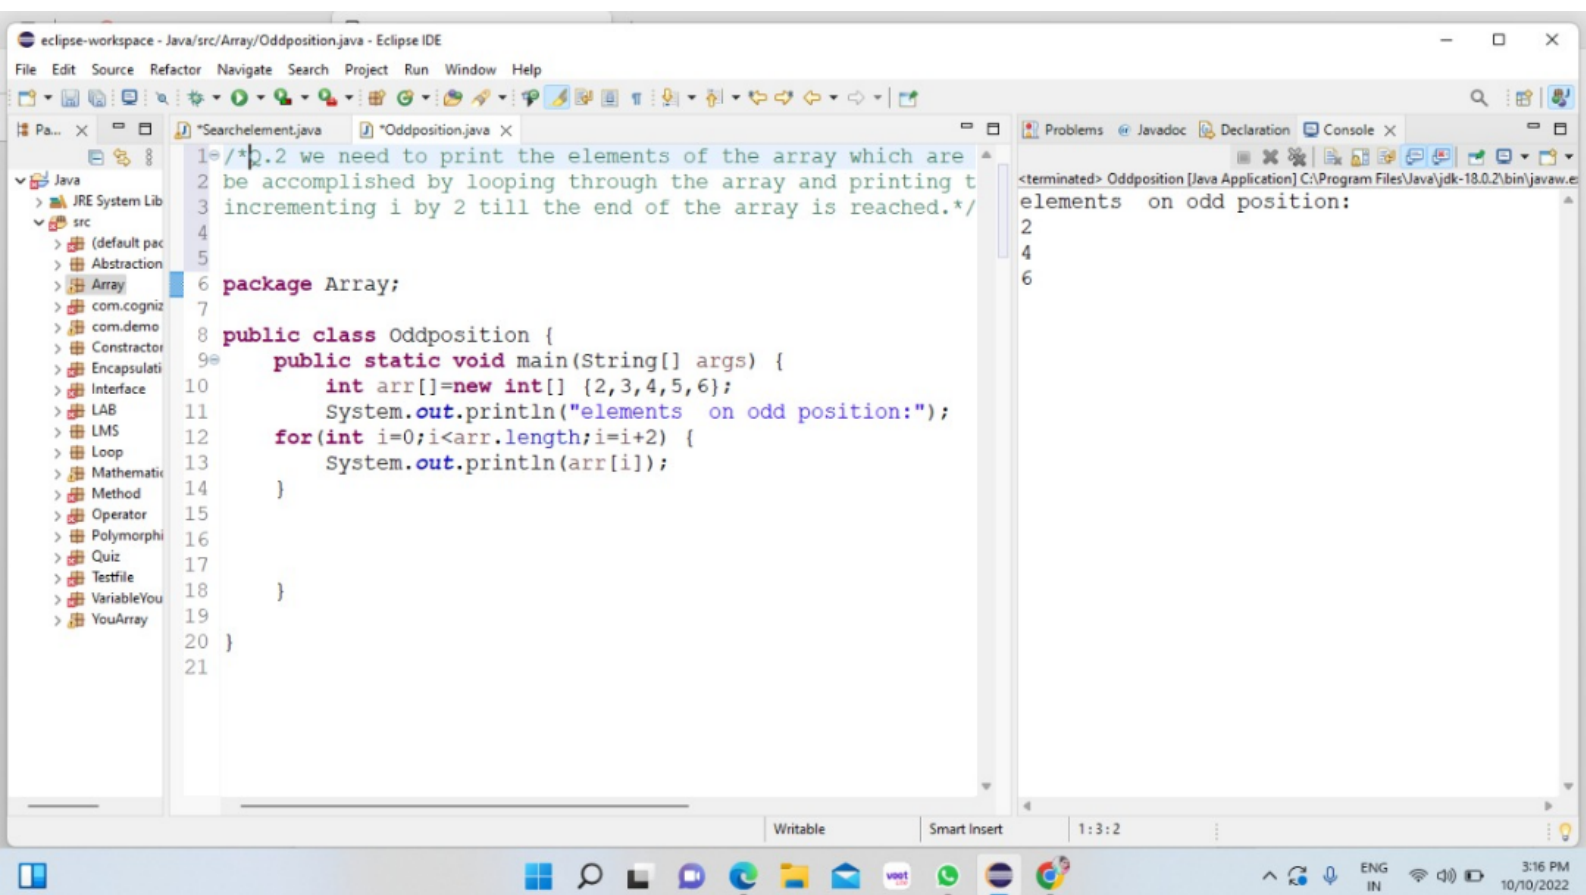 eclipse-workspace - Java/src/Array/Oddposition.java - Eclipse IDE
File Edit Source Refactor Navigate Search Project Run Window Help
Pa...
Java
JRE System Lib
src
(default pac
Abstraction
Array
com.cogniz
com.demo
Constractor
Encapsulati
Interface
LAB
LMS
Loop
Mathematic
Method
Operator
Polymorphi
Quiz
Testfile
VariableYou
YouArray
*Searchelement.java *Oddposition.java
1 /*Q.2 we need to print the elements of the array which are
2 be accomplished by looping through the array and printing t
3 incrementing i by 2 till the end of the array is reached.*/
4
5
6 package Array;
7
8 public class Oddposition {
9 public static void main(String[] args) {
10 int arr[]=new int[] {2,3,4,5,6};
11 System.out.println("elements  on odd position:");
12 for(int i=0;i<arr.length;i=i+2) {
13 System.out.println(arr[i]);
14 }
15
16
17
18 }
19
20 }
21
Problems Javadoc Declaration Console
<terminated> Oddposition [Java Application] C:\Program Files\Java\jdk-18.0.2\bin\javaw.e
elements  on odd position:
2
4
6
Writable Smart Insert 1:3:2
voot
ENG
IN
3:16 PM
10/10/2022